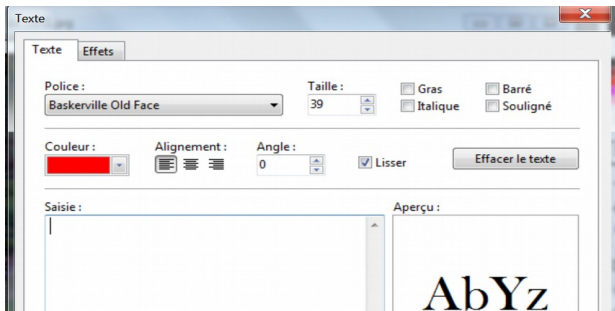 Texte
Texte Effets
Police : Taille :
Baskerville Old Face 39 Gras Barré
Italique Souligné
Couleur : Alignement : Angle :
0 Lisser Effacer le texte
Saisie : Aperçu :
AbYz